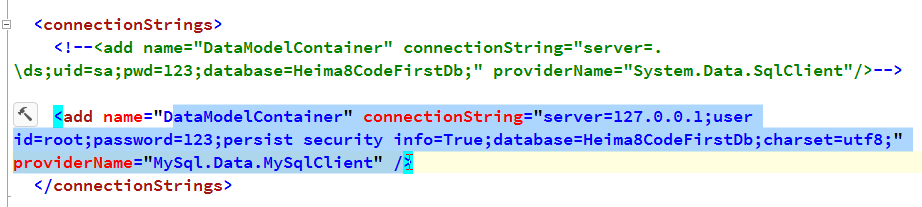 <connectionStrings>
<!--<add name="DataModelContainer" connectionString="server=.
\ds;uid=sa;pwd=123;database=Heima8CodeFirstDb;" providerName="System.Data.SqlClient"/>-->
<add name="DataModelContainer" connectionString="server=127.0.0.1;user
id=root;password=123;persist security info=True;database=Heima8CodeFirstDb;charset=utf8;"
providerName="MySql.Data.MySqlClient" />
</connectionStrings>